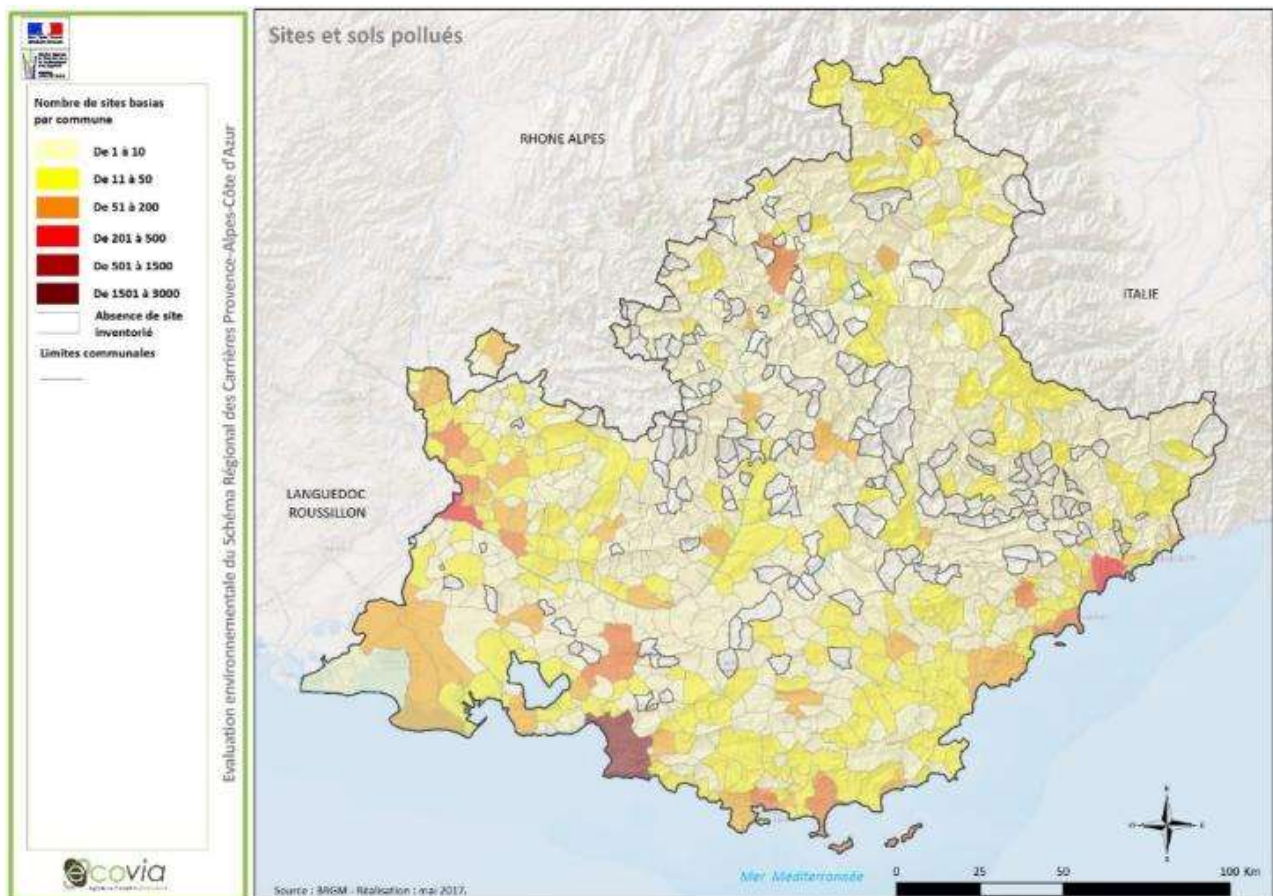 Sites et sols pollués
Nombre de sites basias
par commune
De 1 à 10
De 11 à 50
De 51 à 200
De 201 à 500
De 501 à 1500
De 1501 à 3000
Absence de site
inventorié
Limites communales
Evaluation environnementale du Schéma Régional des Carrières Provence-Alpes-Côte d'Azur
ecovia
RHONE ALPES
ITALIE
LANGUEDOC
ROUSSILLON
Mer Méditerranée
0 25 50 100 Km
Source : BRGM - Réalisation : mai 2017.